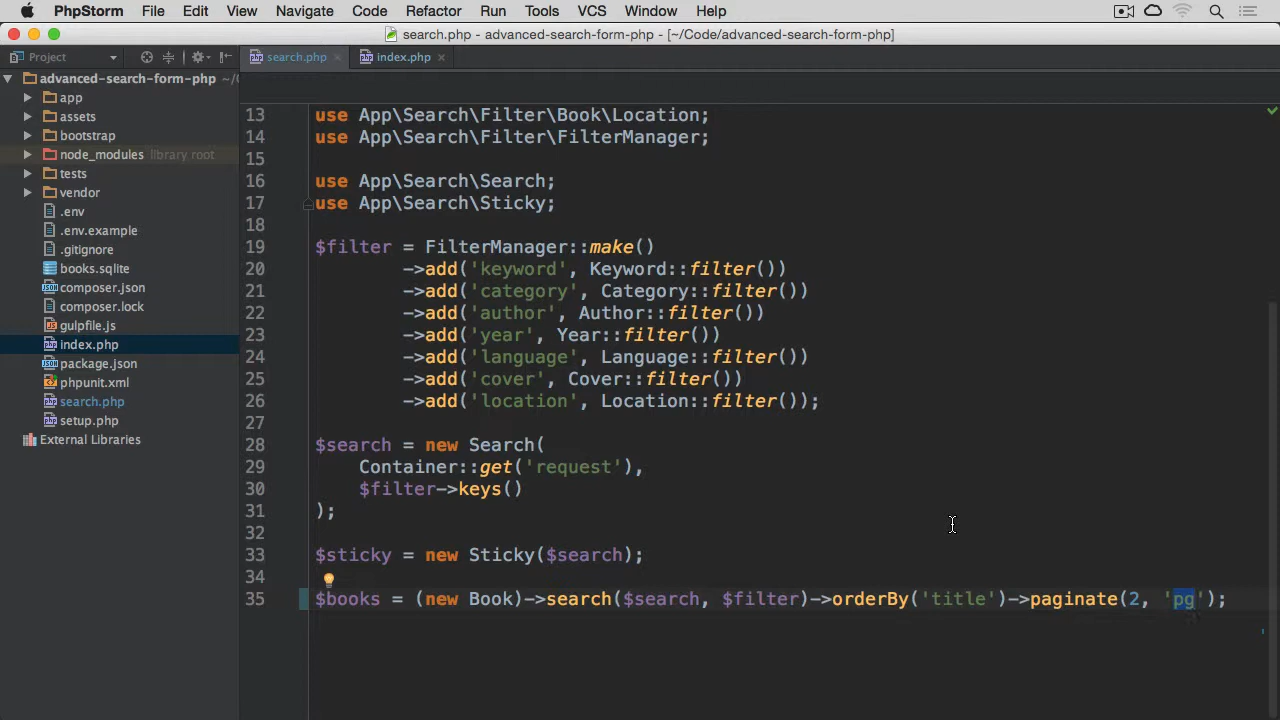 PhpStorm File Edit View Navigate Code Refactor Run Tools VCS Window Help
search.php - advanced-search-form-php - [~/Code/advanced-search-form-php]
Project
search.php index.php
advanced-search-form-php ~/
app
assets
bootstrap
node_modules library root
tests
vendor
.env
.env.example
.gitignore
books.sqlite
composer.json
composer.lock
gulpfile.js
index.php
package.json
phpunit.xml
search.php
setup.php
External Libraries
13 use App\Search\Filter\Book\Location;
14 use App\Search\Filter\FilterManager;
15
16 use App\Search\Search;
17 use App\Search\Sticky;
18
19 $filter = FilterManager::make()
20 ->add('keyword', Keyword::filter())
21 ->add('category', Category::filter())
22 ->add('author', Author::filter())
23 ->add('year', Year::filter())
24 ->add('language', Language::filter())
25 ->add('cover', Cover::filter())
26 ->add('location', Location::filter());
27
28 $search = new Search(
29 Container::get('request'),
30 $filter->keys()
31 );
32
33 $sticky = new Sticky($search);
34
35 $books = (new Book)->search($search, $filter)->orderBy('title')->paginate(2, 'pg');